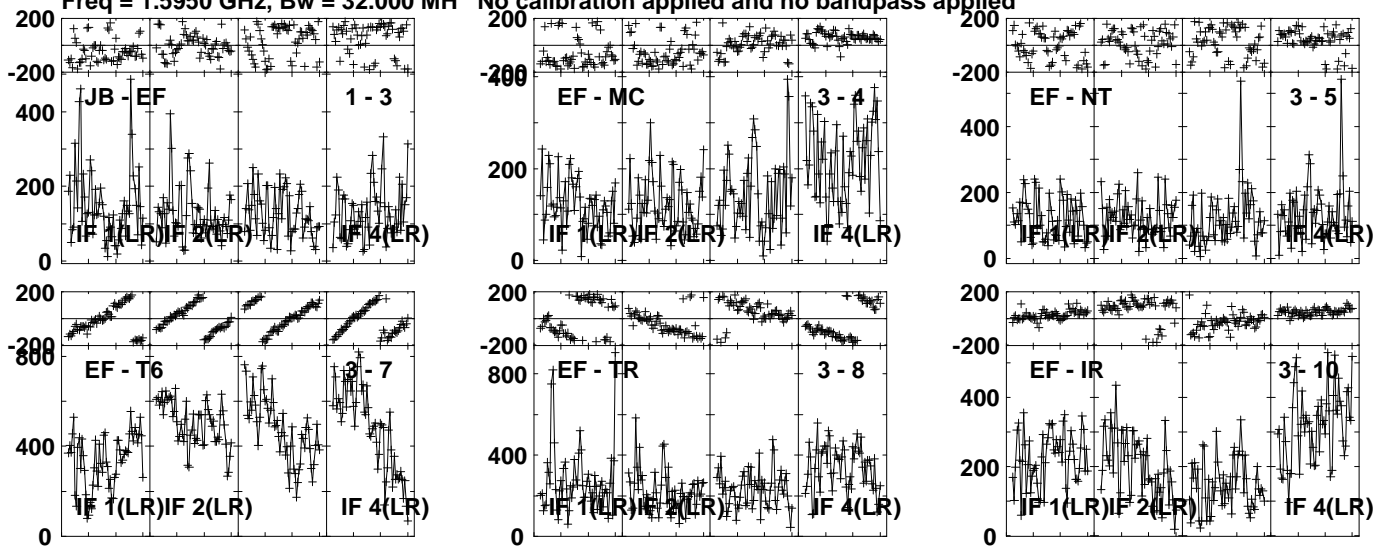 Freq = 1.5950 GHz, Bw = 32.000 MH No calibration applied and no bandpass applied
200
-200
JB - EF 1 - 3
400
200
0
IF 1(LR) IF 2(LR) IF 4(LR)
200
-200
400
EF - MC 3 - 4
200
0
IF 1(LR) IF 2(LR) IF 4(LR)
200
-200
EF - NT 3 - 5
400
200
0
IF 1(LR) IF 2(LR) IF 4(LR)
200
-200
800
EF - T6 3 - 7
400
0
IF 1(LR) IF 2(LR) IF 4(LR)
200
-200
800
EF - TR 3 - 8
400
0
IF 1(LR) IF 2(LR) IF 4(LR)
200
-200
EF - IR 3 - 10
400
200
0
IF 1(LR) IF 2(LR) IF 4(LR)